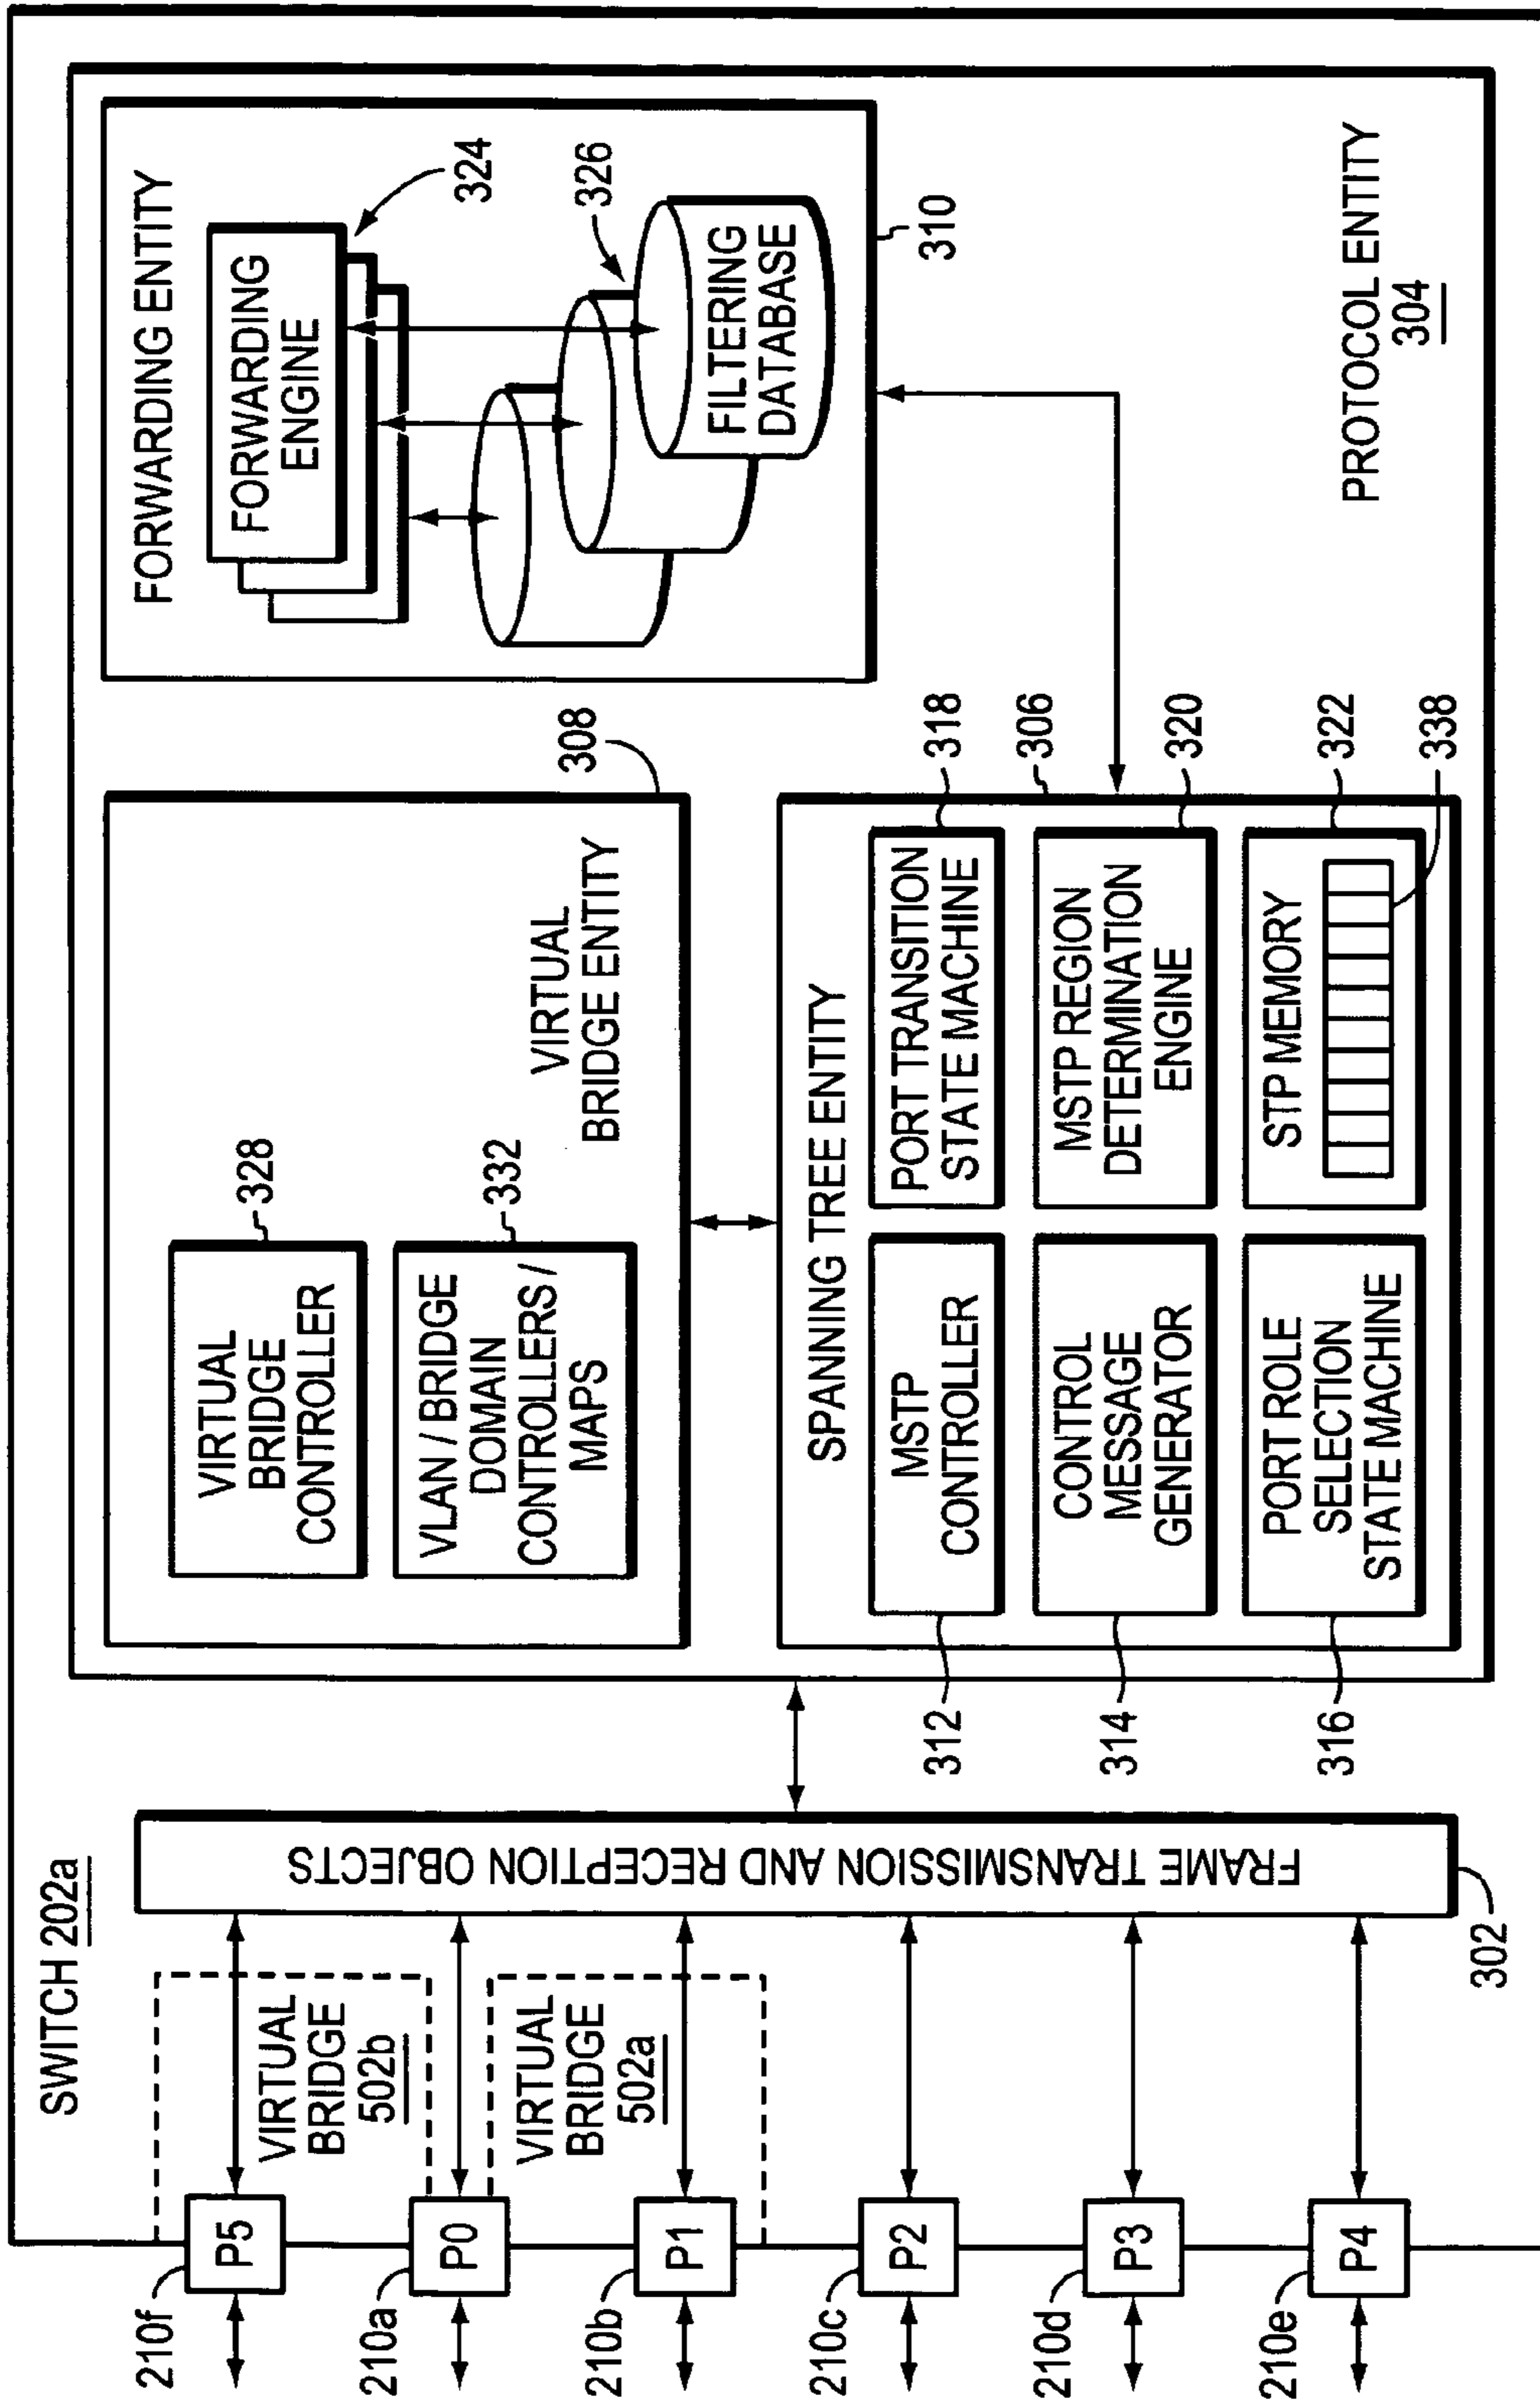 SWITCH 202a
210f
P5
VIRTUAL
BRIDGE
502b
210a
P0
VIRTUAL
BRIDGE
502a
210b
P1
210c
P2
210d
P3
210e
P4
FRAME TRANSMISSION AND RECEPTION OBJECTS
302
VIRTUAL
BRIDGE
CONTROLLER
328
VLAN / BRIDGE
DOMAIN
CONTROLLERS /
MAPS
332
VIRTUAL
BRIDGE ENTITY
308
SPANNING TREE ENTITY
306
MSTP
CONTROLLER
312
PORT TRANSITION
STATE MACHINE
318
CONTROL
MESSAGE
GENERATOR
314
MSTP REGION
DETERMINATION
ENGINE
320
PORT ROLE
SELECTION
STATE MACHINE
316
STP MEMORY
322
338
FORWARDING ENTITY
FORWARDING
ENGINE
324
326
FILTERING
DATABASE
310
PROTOCOL ENTITY
304